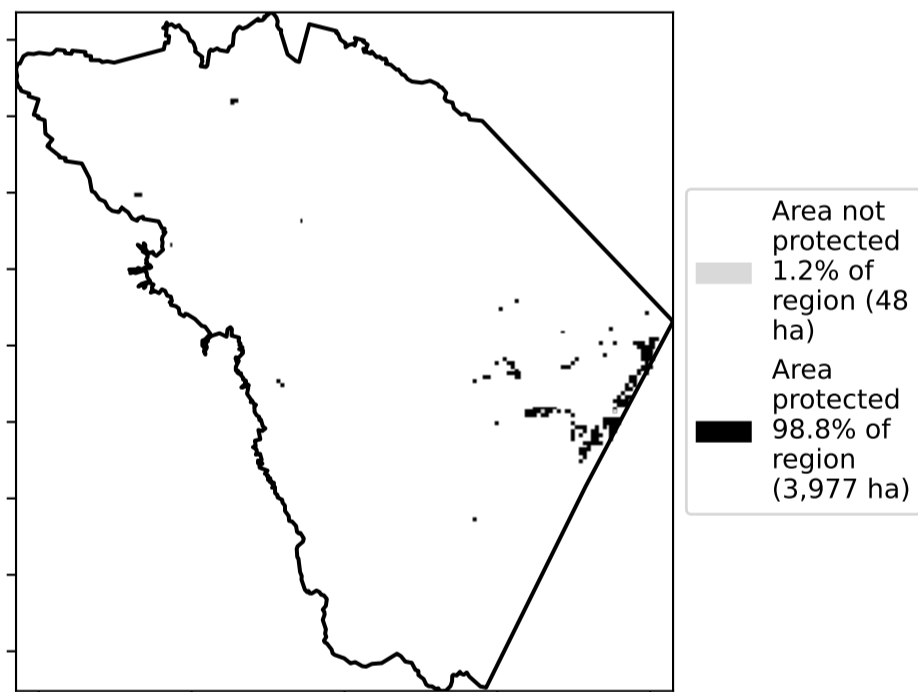 Area not
protected
1.2% of
region (48
ha)
Area
protected
98.8% of
region
(3,977 ha)